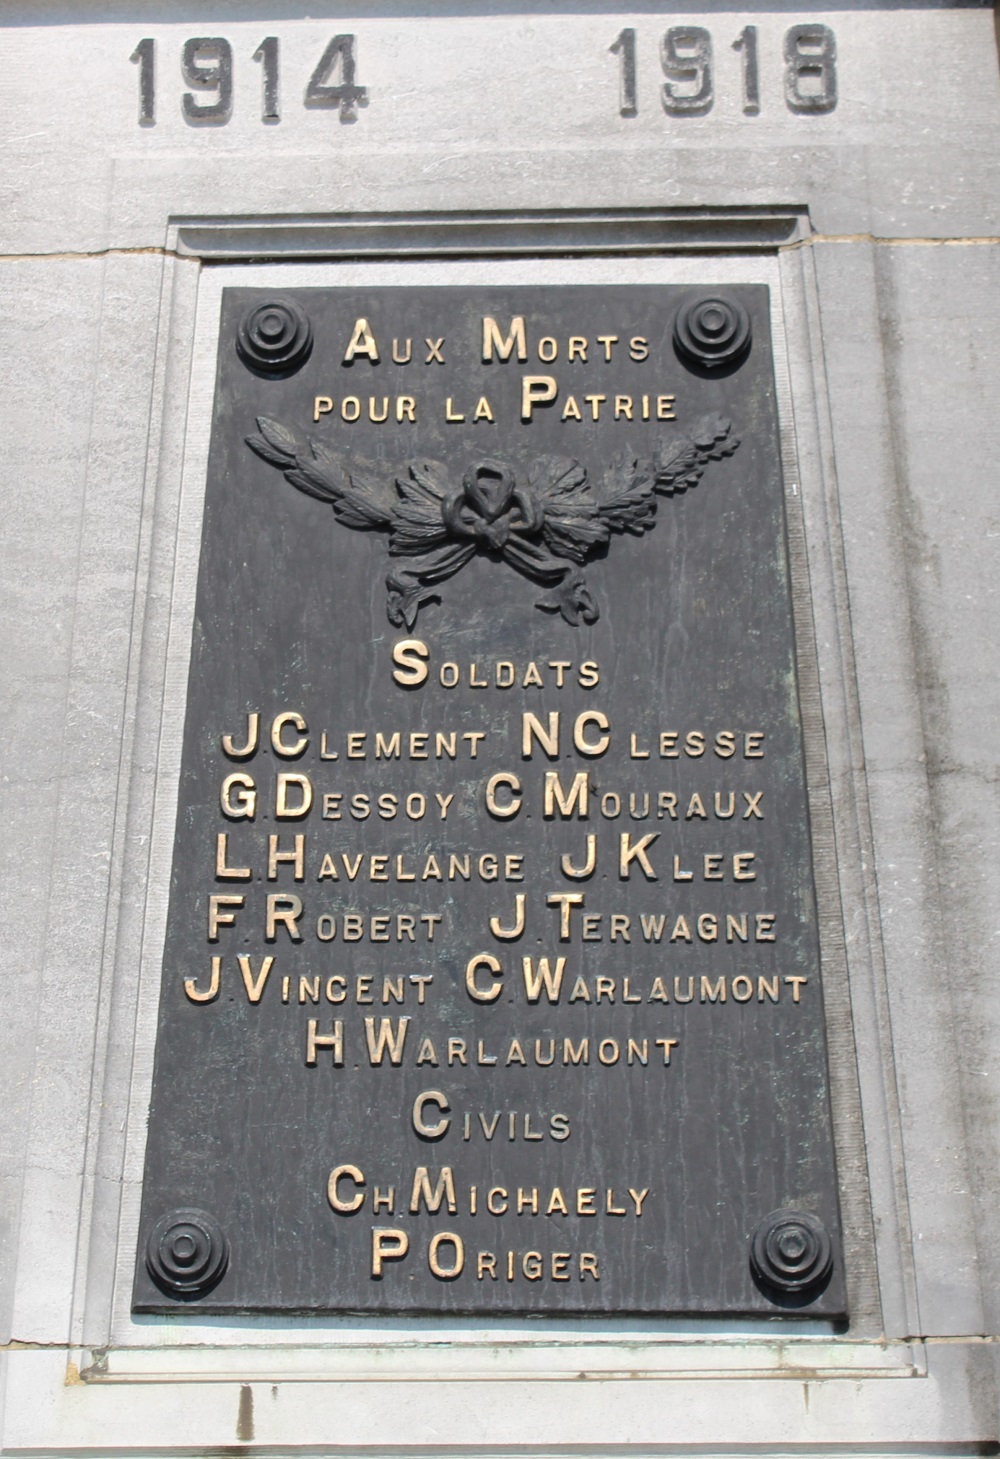 1914 1918
AUX MORTS
POUR LA PATRIE
SOLDATS
J.CLEMENT N.CLESSE
G.DESSOY C.MOURAUX
L.HAVELANGE J.KLEE
F.ROBERT J.TERWAGNE
J.VINCENT C.WARLAUMONT
H.WARLAUMONT
CIVILS
CH.MICHAELY
P.ORIGER